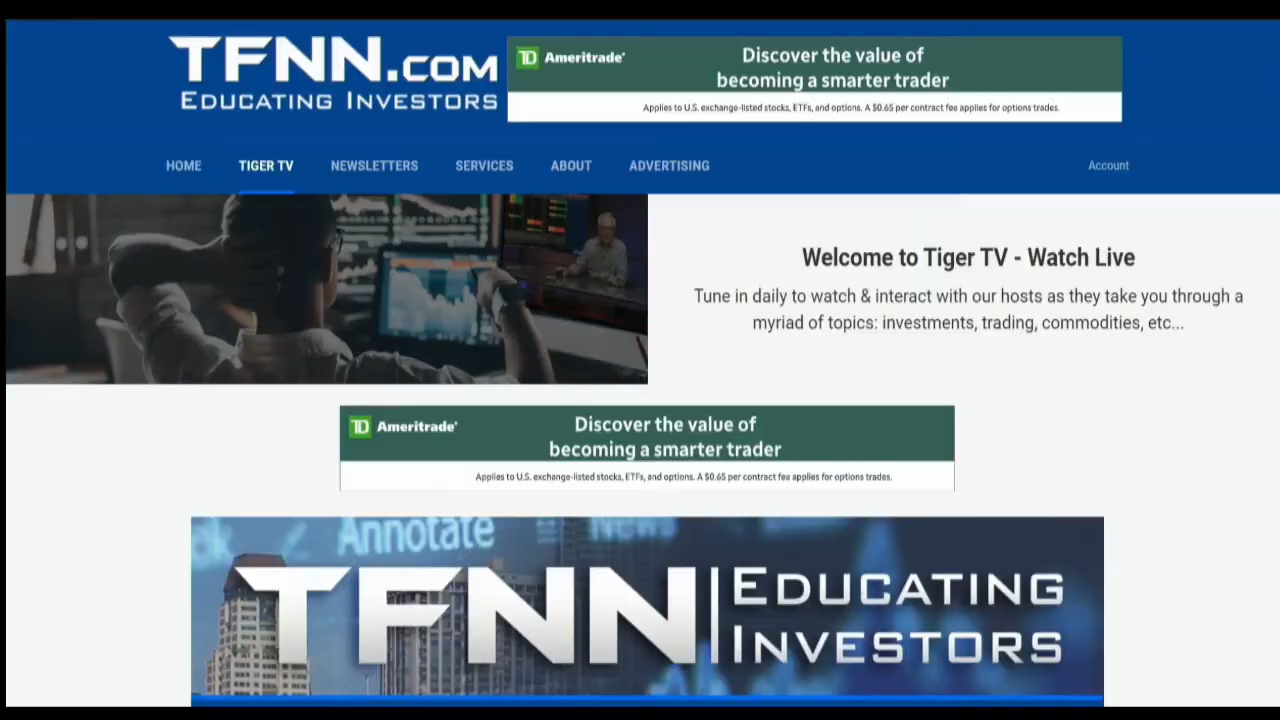 TFNN.COM
EDUCATING INVESTORS
TD Ameritrade®
Discover the value of
becoming a smarter trader
Applies to U.S. exchange-listed stocks, ETFs, and options. A $0.65 per contract fee applies for options trades.
HOME TIGER TV NEWSLETTERS SERVICES ABOUT ADVERTISING Account
Welcome to Tiger TV - Watch Live
Tune in daily to watch & interact with our hosts as they take you through a
myriad of topics: investments, trading, commodities, etc...
TD Ameritrade®
Discover the value of
becoming a smarter trader
Applies to U.S. exchange-listed stocks, ETFs, and options. A $0.65 per contract fee applies for options trades.
Annotate News
TFNN EDUCATING
INVESTORS